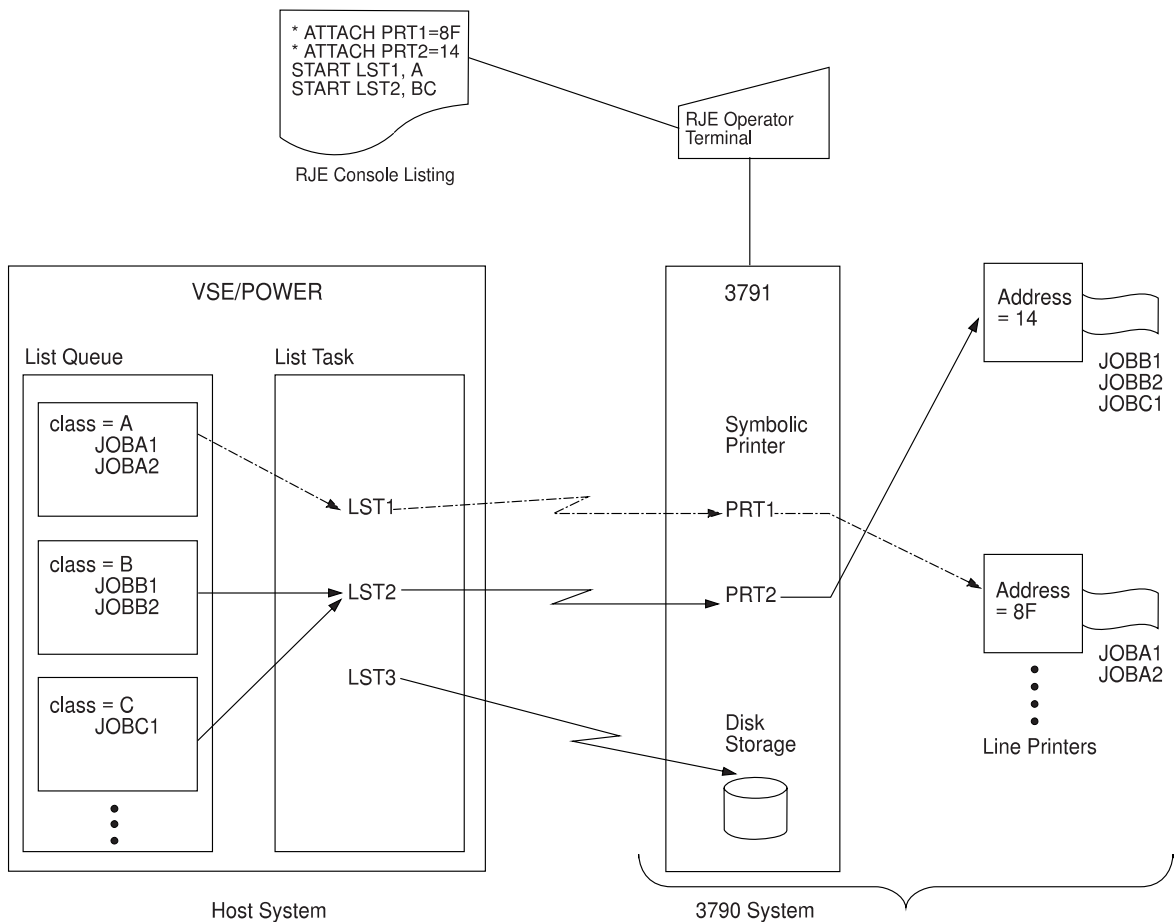 * ATTACH PRT1=8F
* ATTACH PRT2=14
START LST1, A
START LST2, BC
RJE Console Listing
RJE Operator
Terminal
VSE/POWER
List Queue
List Task
class = A
JOBA1
JOBA2
class = B
JOBB1
JOBB2
class = C
JOBC1
LST1
LST2
LST3
Host System
3791
Symbolic
Printer
PRT1
PRT2
Disk
Storage
3790 System
Address
= 14
JOBB1
JOBB2
JOBC1
Address
= 8F
JOBA1
JOBA2
Line Printers